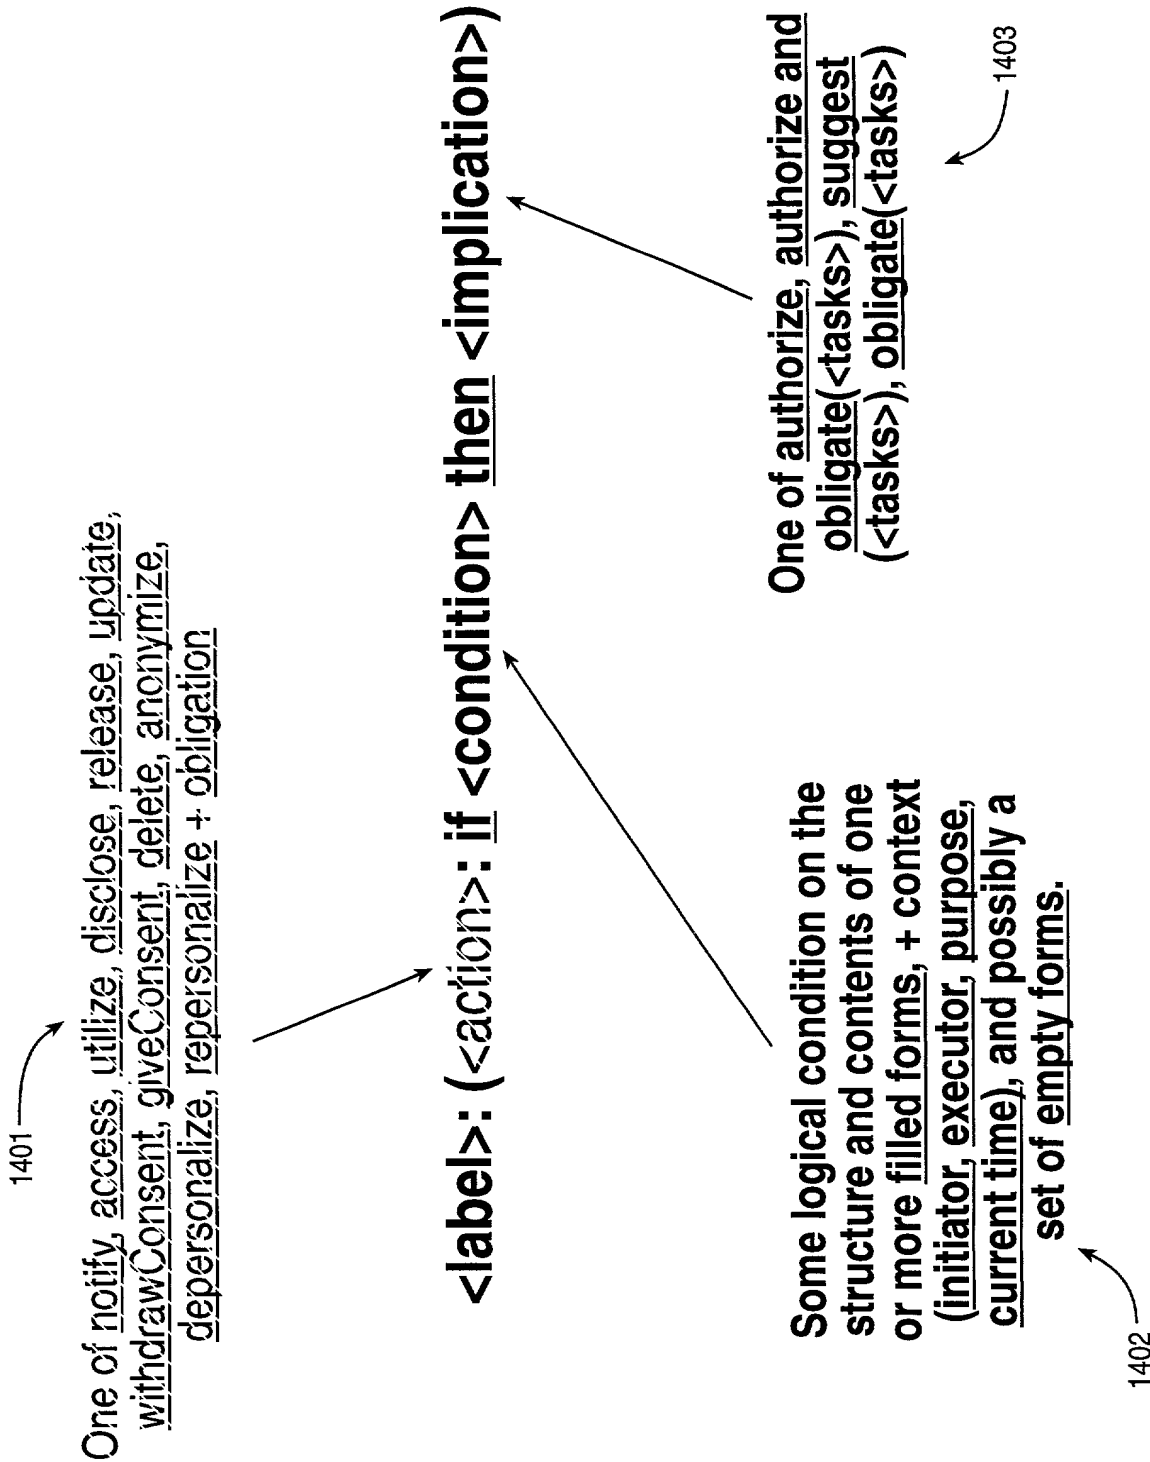 1401
One of notify, access, utilize, disclose, release, update,
withdrawConsent, giveConsent, delete, anonymize,
depersonalize, repersonalize + obligation
<label>: (<action>: if <condition> then <implication>)
Some logical condition on the
structure and contents of one
or more filled forms, + context
(initiator, executor, purpose,
current time), and possibly a
set of empty forms.
1402
One of authorize, authorize and
obligate(<tasks>), suggest
(<tasks>), obligate(<tasks>)
1403